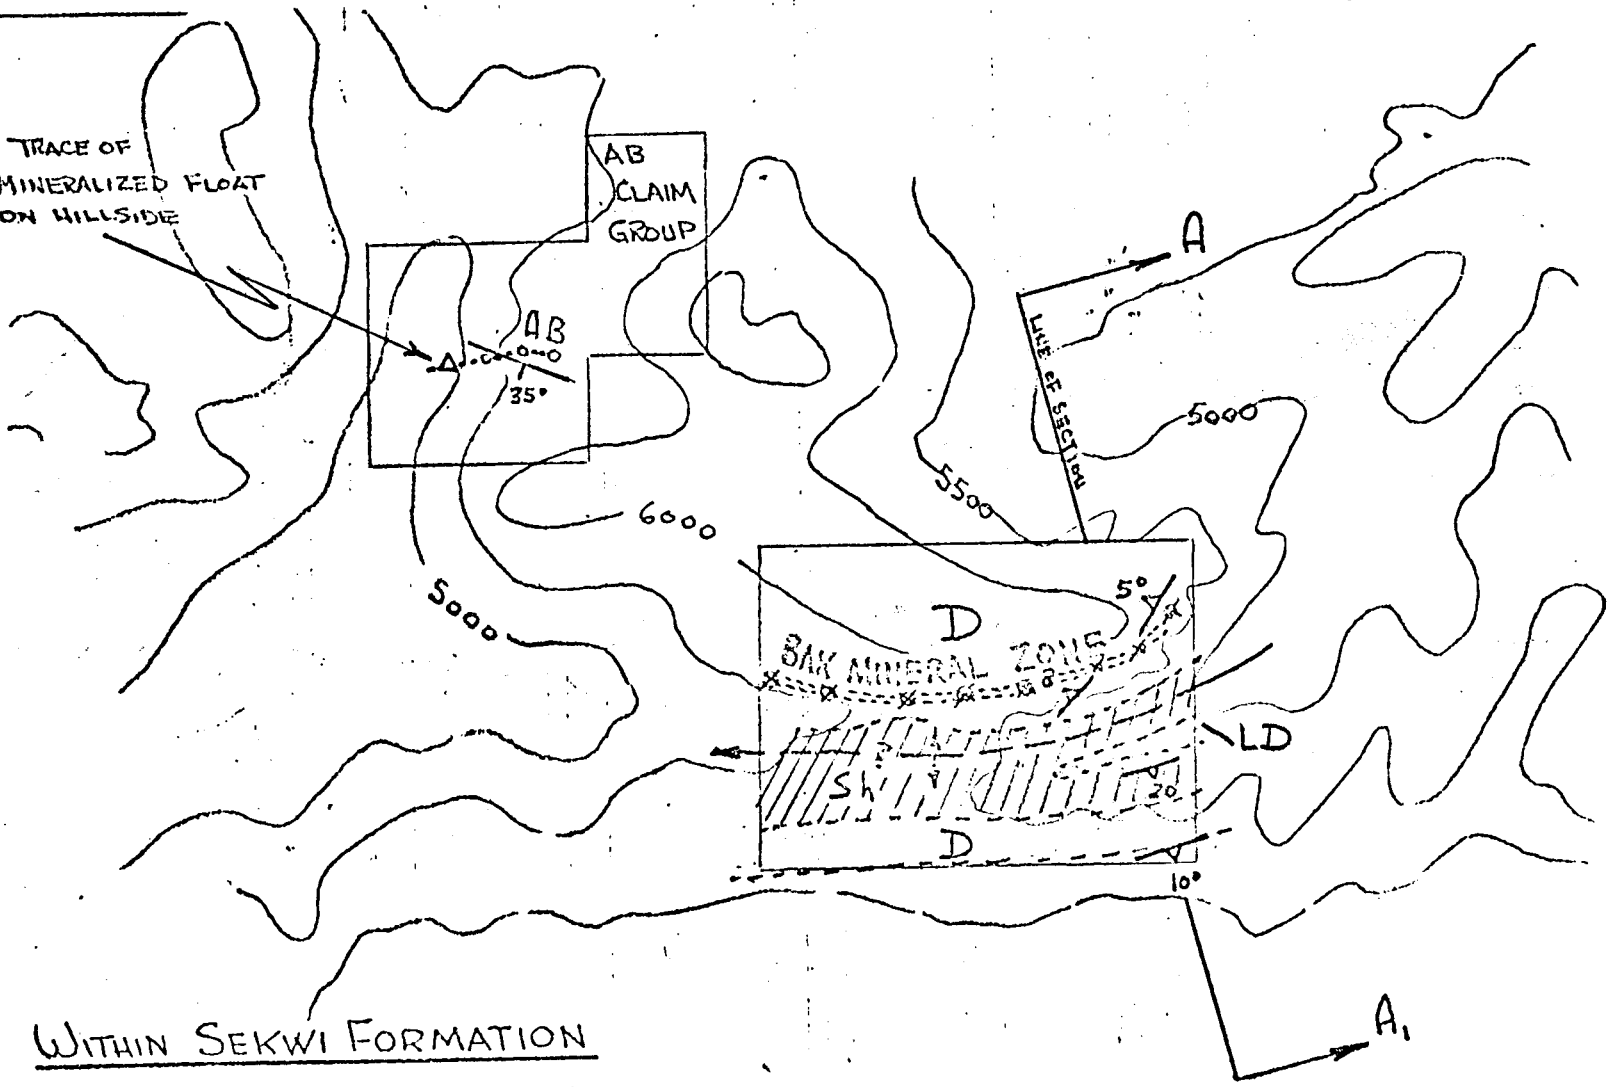 TRACE OF
MINERALIZED FLOAT
ON HILLSIDE
AB
CLAIM
GROUP
A
AB
35°
LINE OF SECTION
5000
5500
6000
5000
5°
D
BAK MINERAL ZONE
LD
Sh
20
D
10°
A₁
WITHIN SEKWI FORMATION